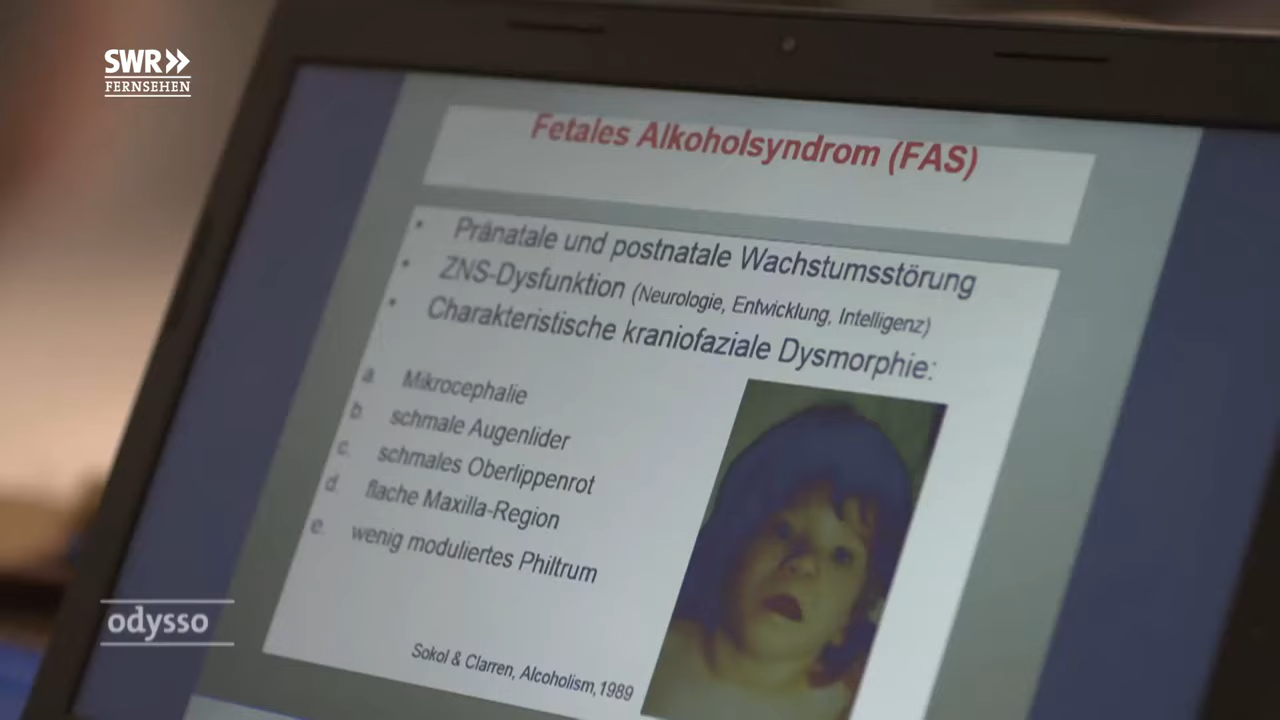 SWR»
FERNSEHEN
Fetales Alkoholsyndrom (FAS)
• Pränatale und postnatale Wachstumsstörung
• ZNS-Dysfunktion (Neurologie, Entwicklung, Intelligenz)
• Charakteristische kraniofaziale Dysmorphie:
a. Mikrocephalie
b. schmale Augenlider
c. schmales Oberlippenrot
d. flache Maxilla-Region
e. wenig moduliertes Philtrum
Sokol & Clarren, Alcoholism,1989
odysso